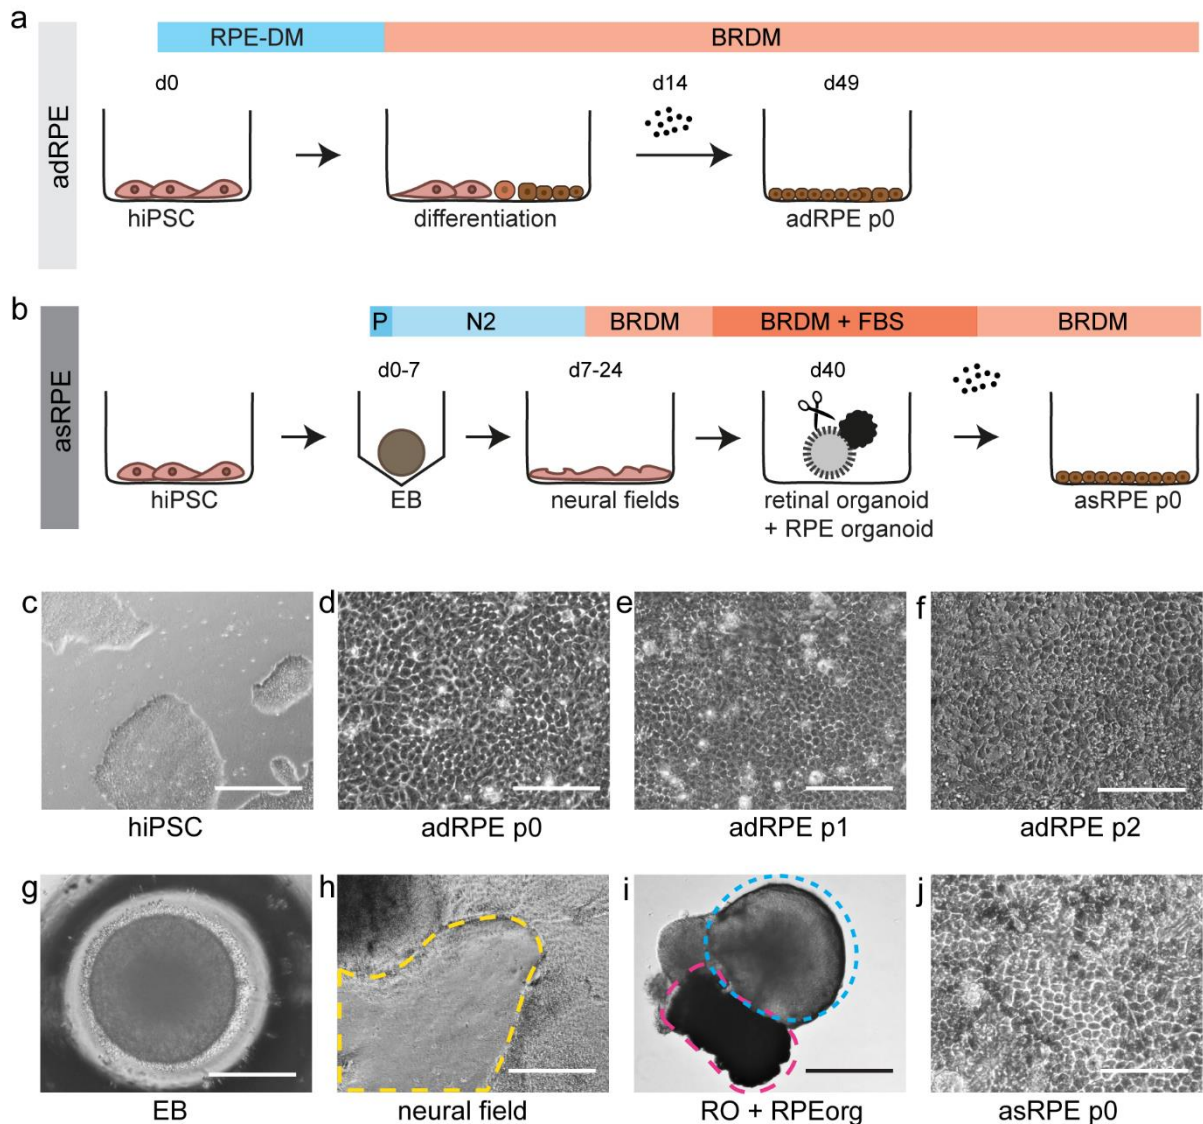 a
RPE-DM BRDM
adRPE
d0 d14 d49
hiPSC differentiation adRPE p0
b
P N2 BRDM BRDM + FBS BRDM
asRPE
d0-7 d7-24 d40
hiPSC EB neural fields retinal organoid asRPE p0
+ RPE organoid
c d e f
hiPSC adRPE p0 adRPE p1 adRPE p2
g h i j
EB neural field RO + RPEorg asRPE p0